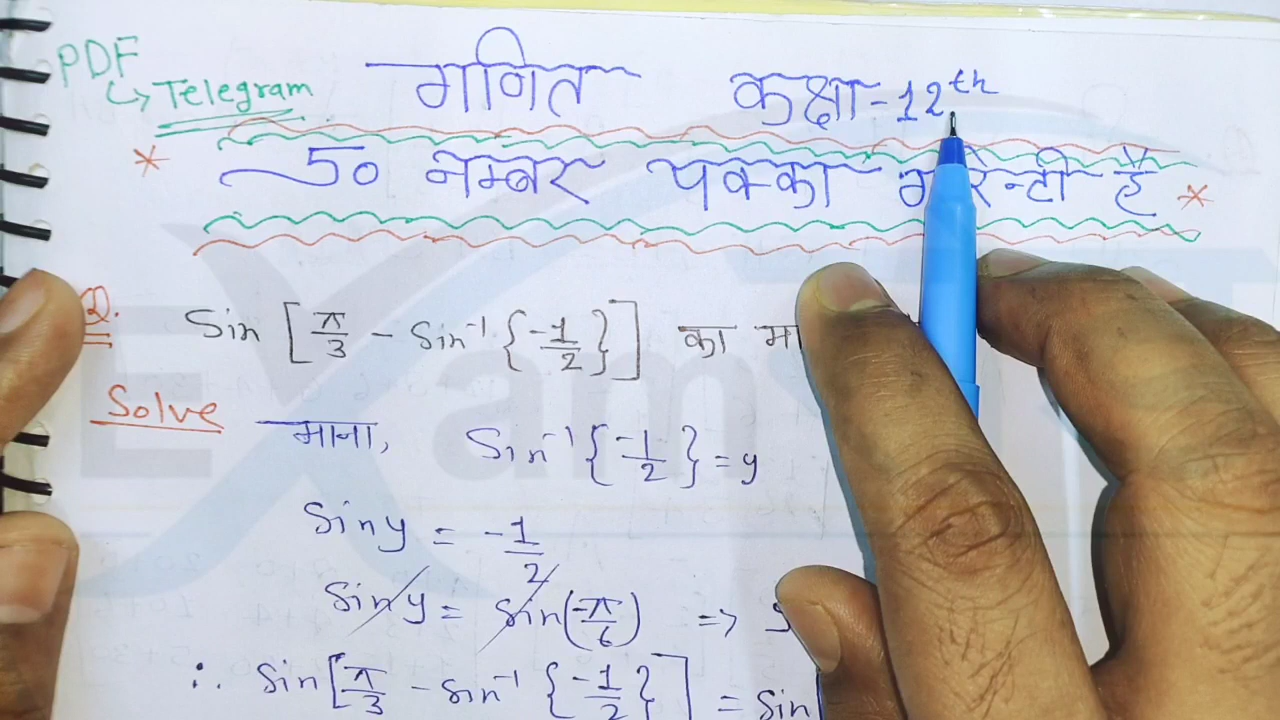 PDF
↳ Telegram
गणित कक्षा-12th
* 50 नम्बर पक्का गारेन्टी है *
Q. Sin [π/3 - Sin⁻¹ {-1/2}] का
Solve माना, Sin⁻¹ {-1/2} = y
Sin y = -1/2
Sin y = Sin(-π/6) =>
∴ Sin [π/3 - Sin⁻¹ {-1/2}] = Sin
Exam